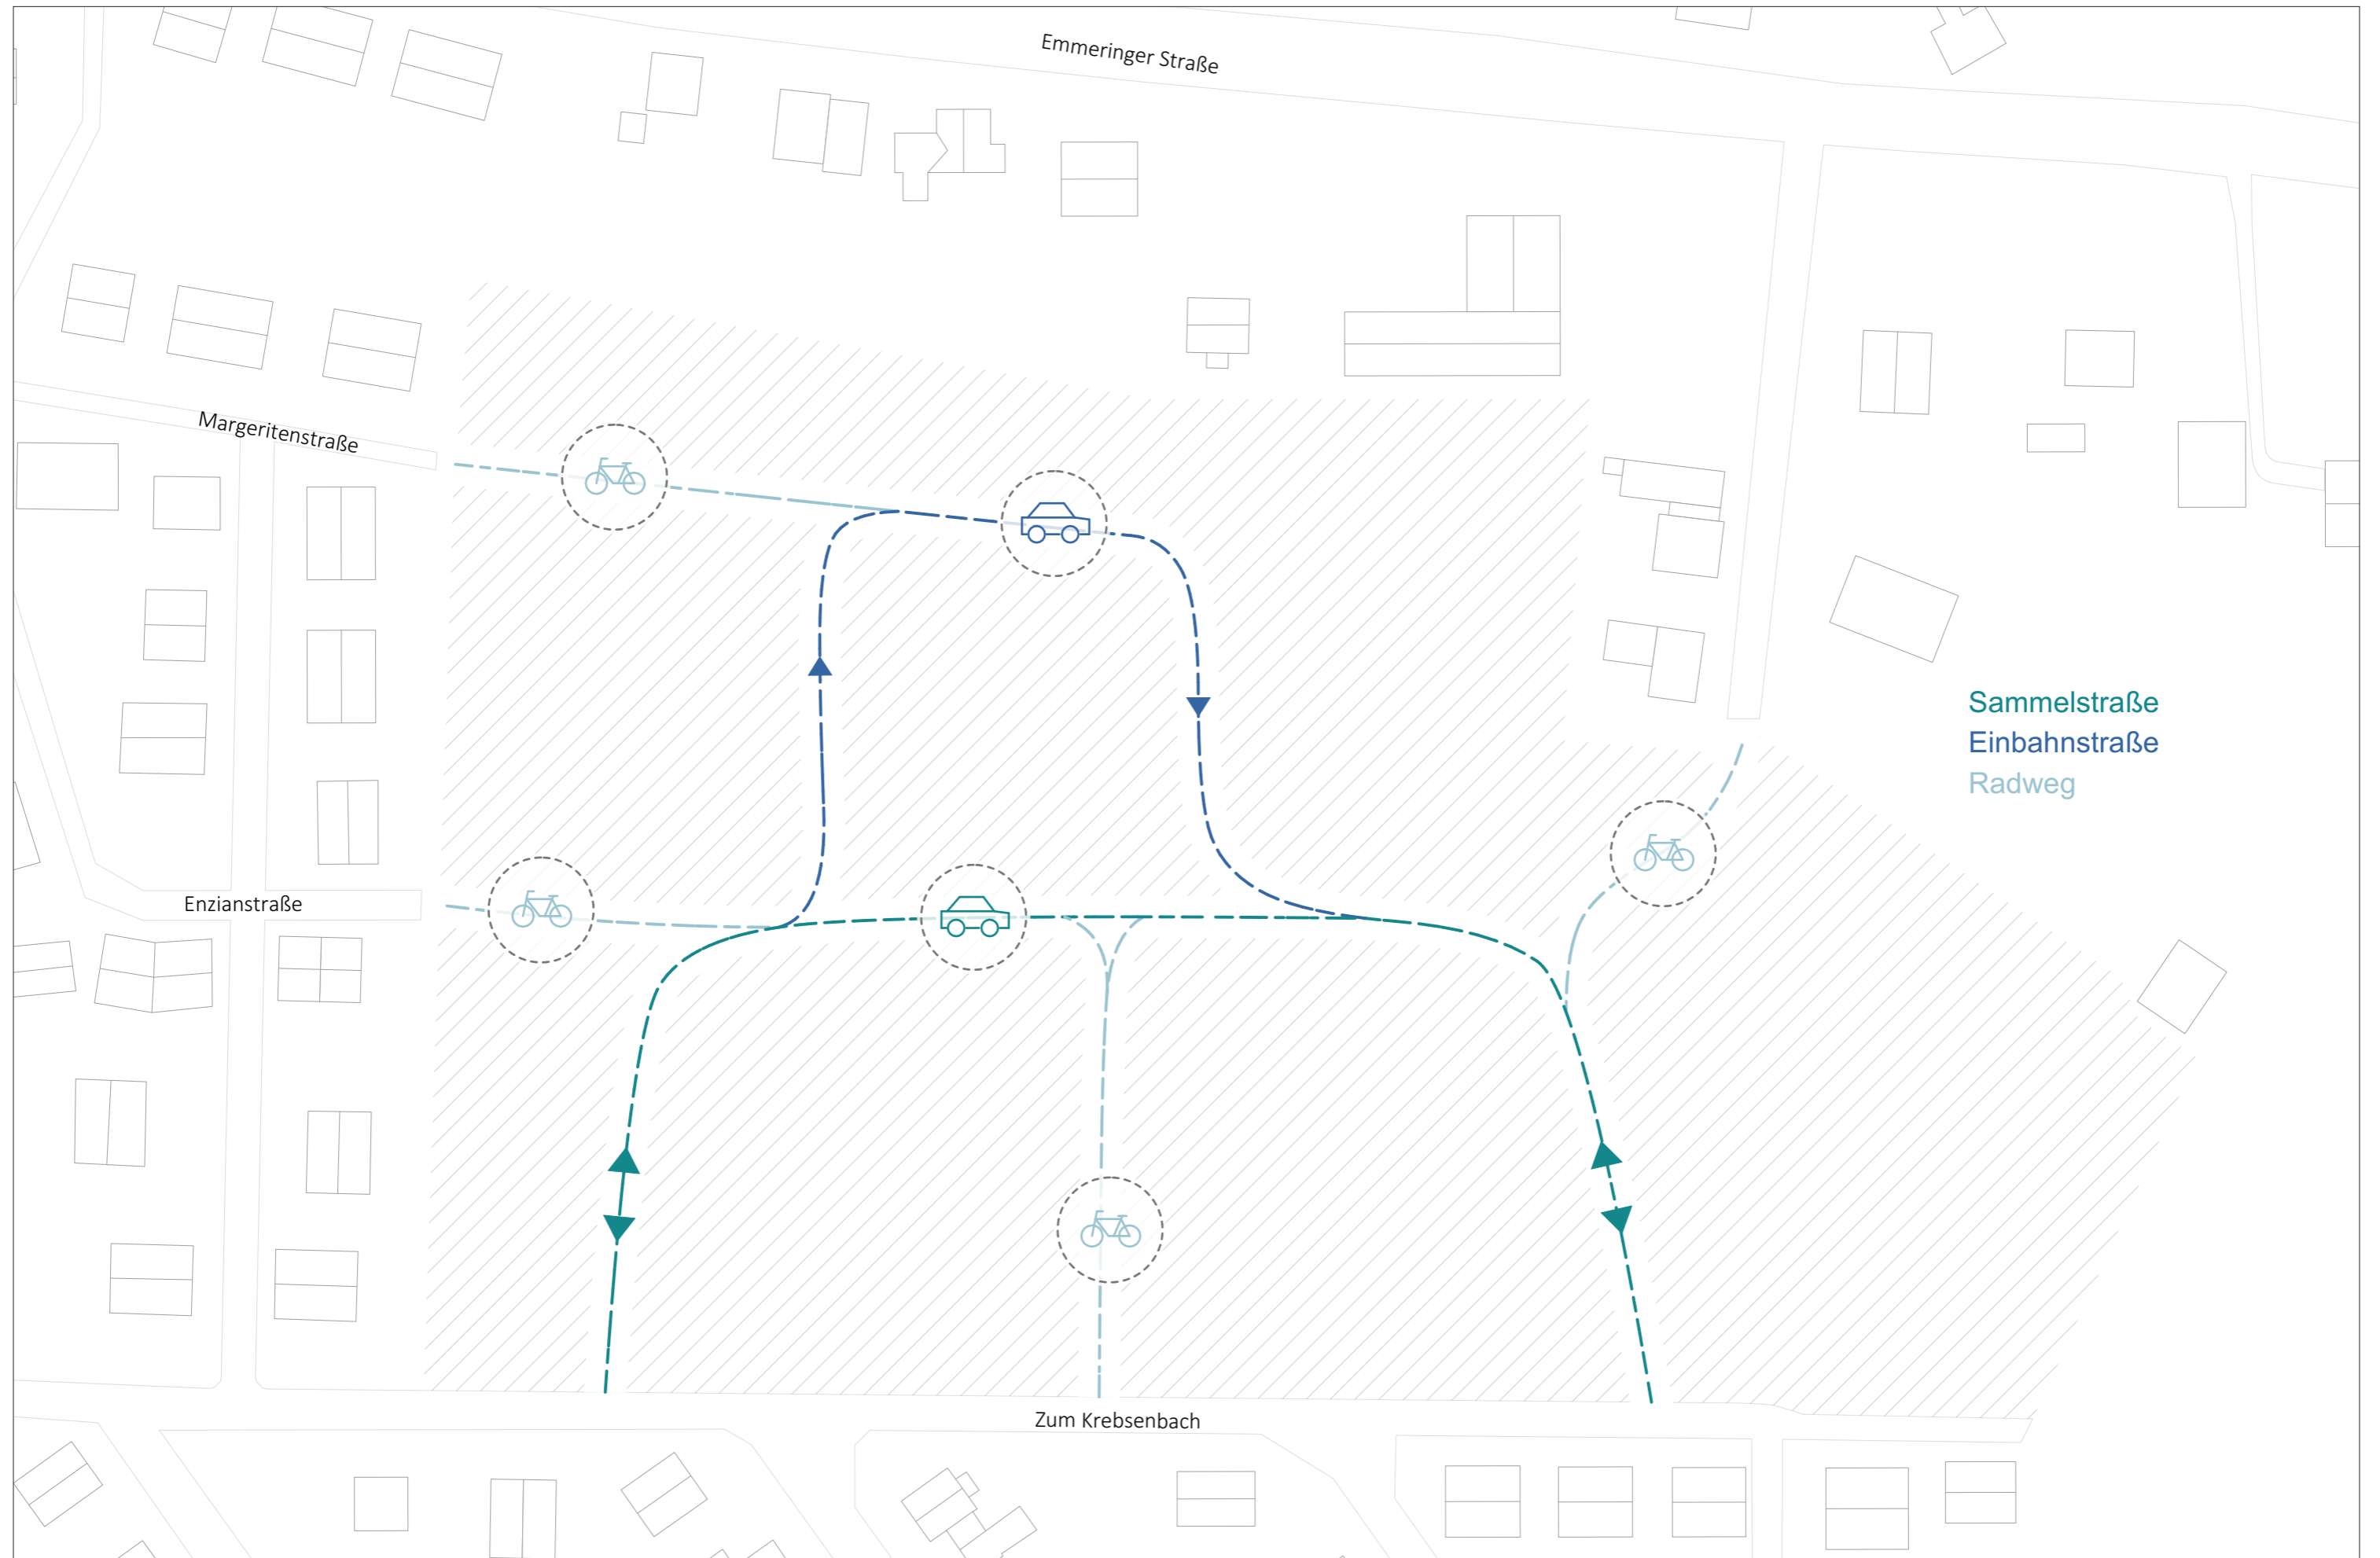 Emmeringer Straße
Margeritenstraße
Sammelstraße
Einbahnstraße
Radweg
Enzianstraße
Zum Krebsenbach